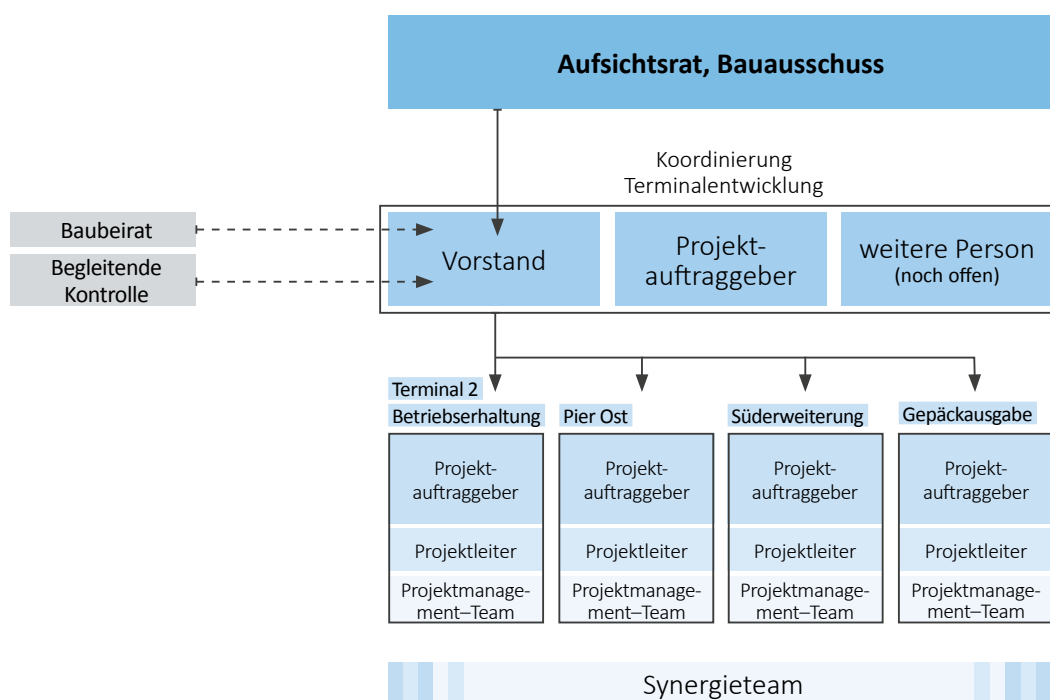 Aufsichtsrat, Bauausschuss
Koordinierung
Terminalentwicklung
Baubeirat
Begleitende
Kontrolle
Vorstand
Projekt-
auftraggeber
weitere Person
(noch offen)
Terminal 2
Betriebserhaltung
Pier Ost
Süderweiterung
Gepäckausgabe
Projekt-
auftraggeber
Projektleiter
Projektmanage-
ment–Team
Projekt-
auftraggeber
Projektleiter
Projektmanage-
ment–Team
Projekt-
auftraggeber
Projektleiter
Projektmanage-
ment–Team
Projekt-
auftraggeber
Projektleiter
Projektmanage-
ment–Team
Synergieteam